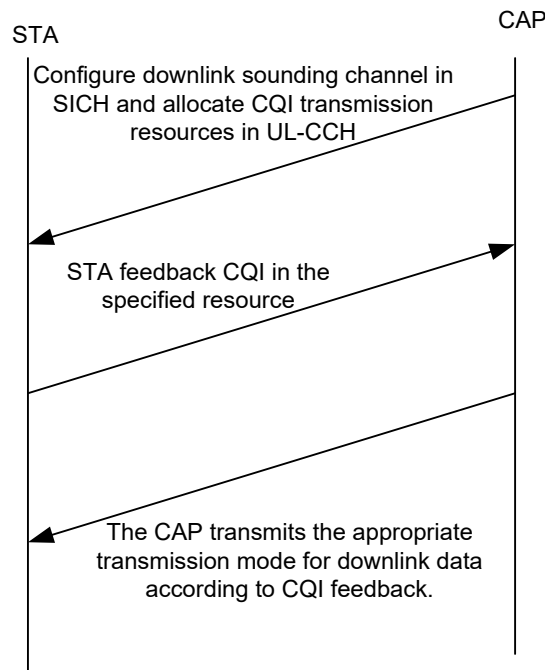 STA
CAP
Configure downlink sounding channel in
SICH and allocate CQI transmission
resources in UL-CCH
STA feedback CQI in the
specified resource
The CAP transmits the appropriate
transmission mode for downlink data
according to CQI feedback.